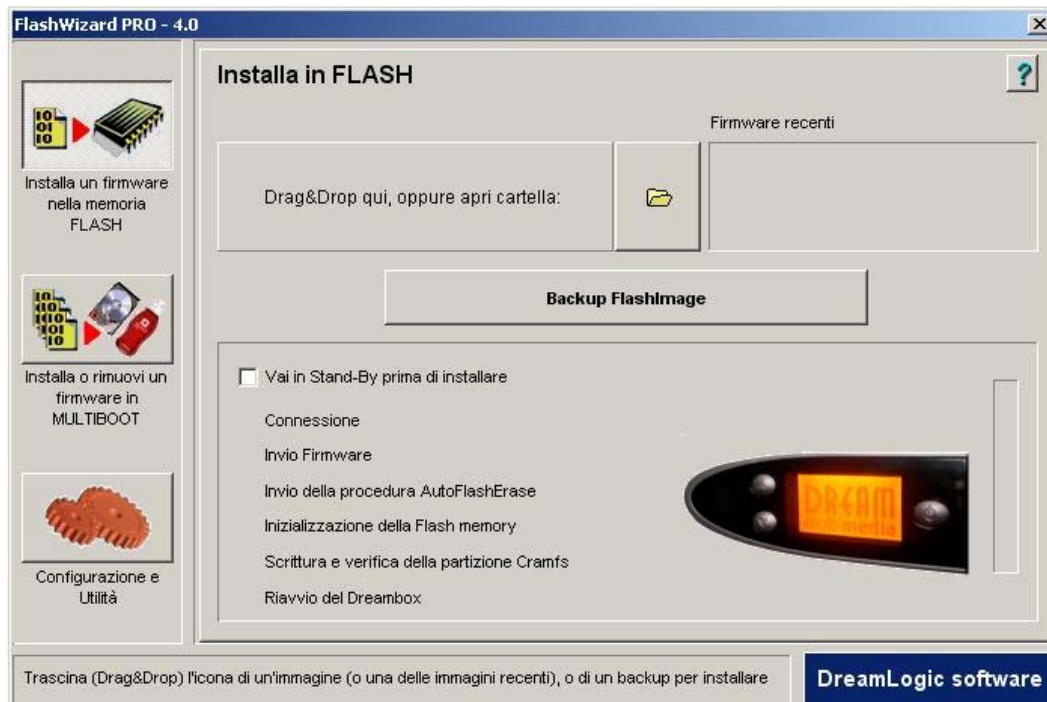 FlashWizard PRO - 4.0
Installa in FLASH
?
Firmware recenti
Drag&Drop qui, oppure apri cartella:
Installa un firmware
nella memoria
FLASH
Backup FlashImage
Installa o rimuovi un
firmware in
MULTIBOOT
Vai in Stand-By prima di installare
Connessione
Invio Firmware
Invio della procedura AutoFlashErase
Inizializzazione della Flash memory
Scrittura e verifica della partizione Cramfs
Riavvio del Dreambox
DREAM
multimedia
Configurazione e
Utilità
Trascina (Drag&Drop) l'icona di un'immagine (o una delle immagini recenti), o di un backup per installare
DreamLogic software